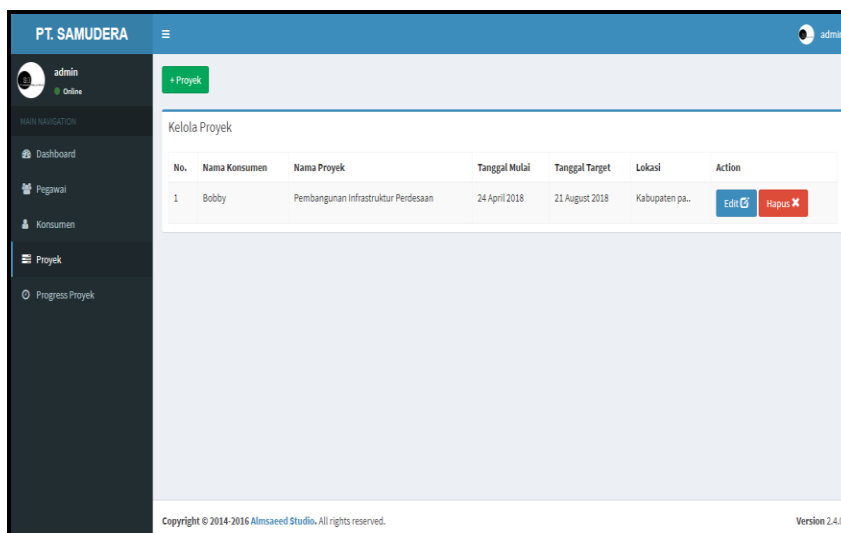 PT. SAMUDERA
admin
admin
Online
+ Proyek
MAIN NAVIGATION
Dashboard
Pegawai
Konsumen
Proyek
Progress Proyek
Kelola Proyek
No. Nama Konsumen Nama Proyek Tanggal Mulai Tanggal Target Lokasi Action
1 Bobby Pembangunan Infrastruktur Perdesaan 24 April 2018 21 August 2018 Kabupaten pa.. Edit Hapus
Copyright © 2014-2016 Almsaeed Studio. All rights reserved. Version 2.4.0